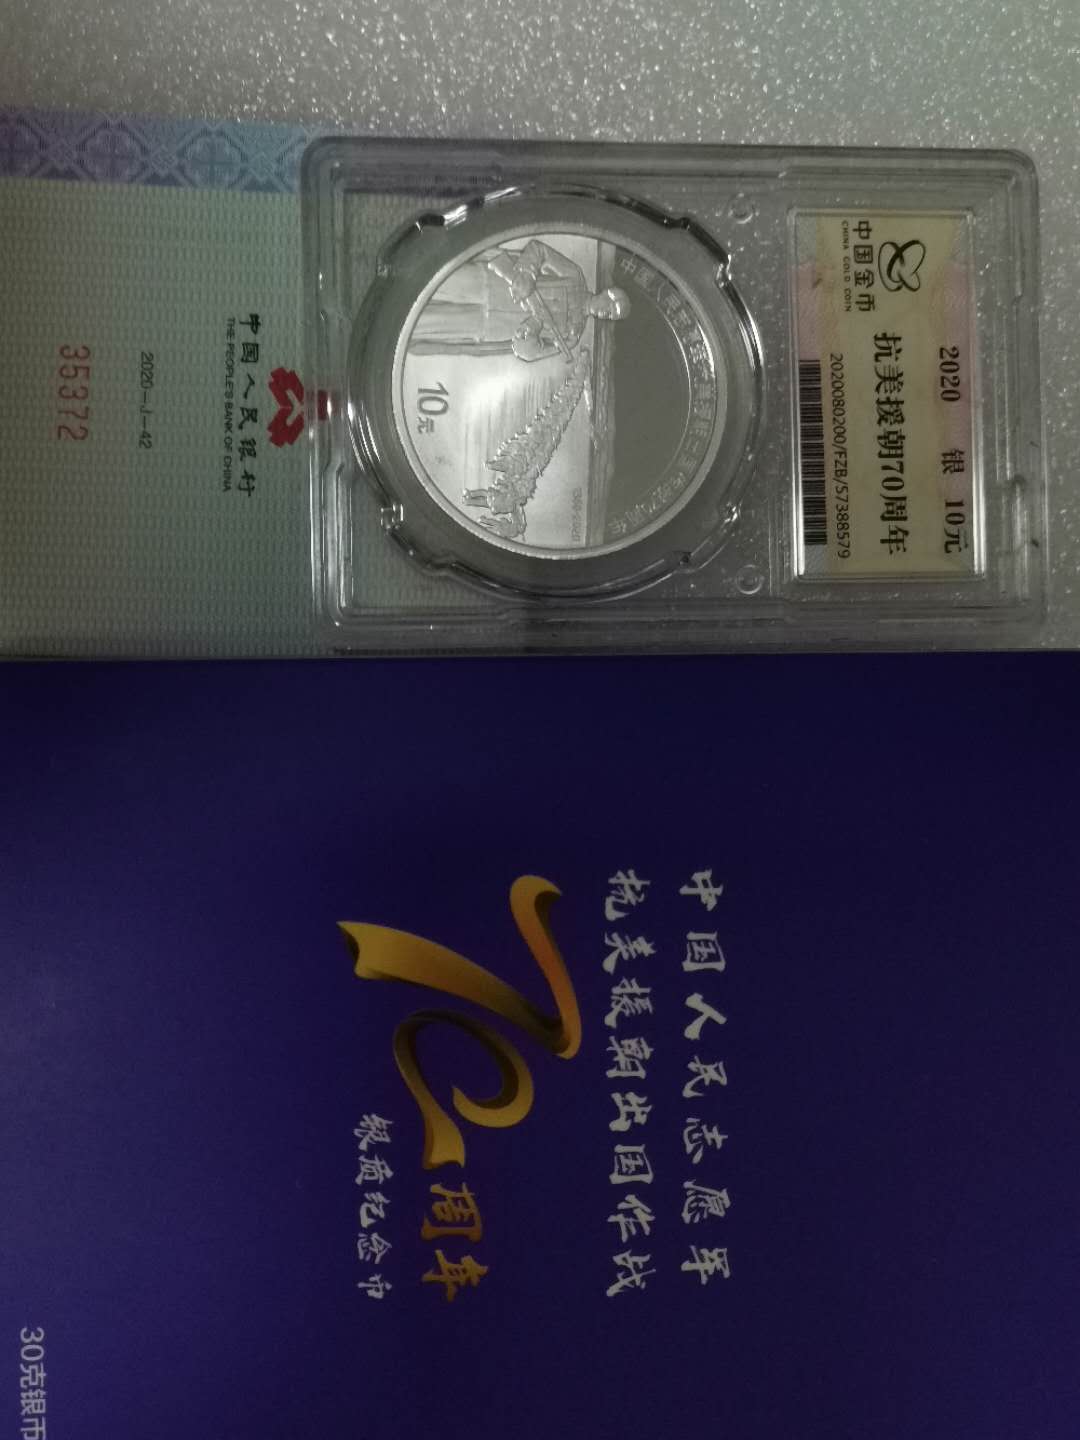 2020 银 10元
抗美援朝70周年
2020080200/FZB/57388579
中国金币
CHINA GOLD COIN
10元
中国人民银行
THE PEOPLE'S BANK OF CHINA
2020-J-42
35372
中国人民志愿军
抗美援朝出国作战
70周年
银质纪念币
30克银币